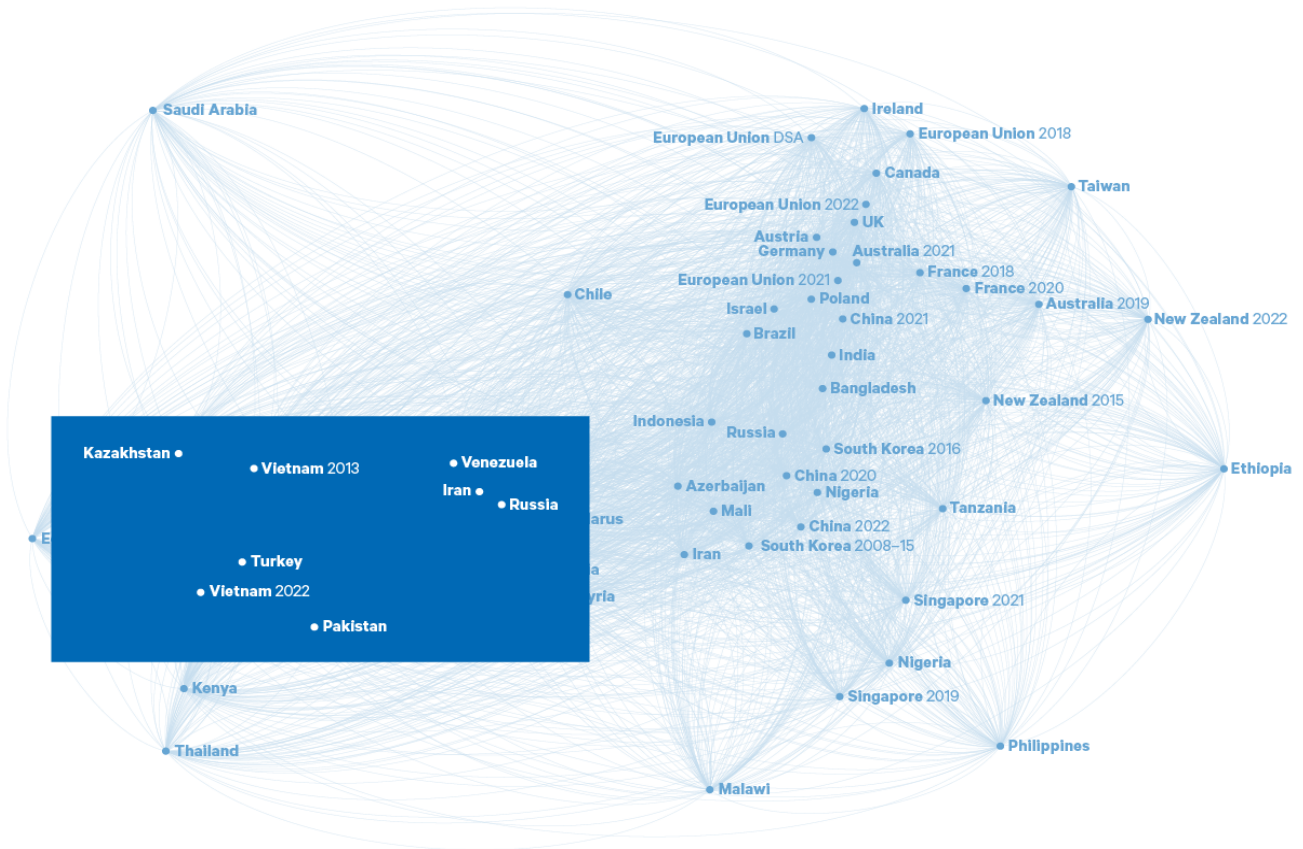 Saudi Arabia
Ireland
European Union DSA
European Union 2018
Canada
Taiwan
European Union 2022
UK
Austria
Germany
Australia 2021
European Union 2021
France 2018
France 2020
Chile
Poland
Australia 2019
Israel
China 2021
New Zealand 2022
Brazil
India
Bangladesh
New Zealand 2015
Indonesia
Russia
South Korea 2016
Kazakhstan
Vietnam 2013
Venezuela
Ethiopia
China 2020
Azerbaijan
Iran
Nigeria
Russia
Mali
Tanzania
China 2022
South Korea 2008–15
Iran
Turkey
Vietnam 2022
Singapore 2021
Pakistan
Nigeria
Kenya
Singapore 2019
Thailand
Philippines
Malawi